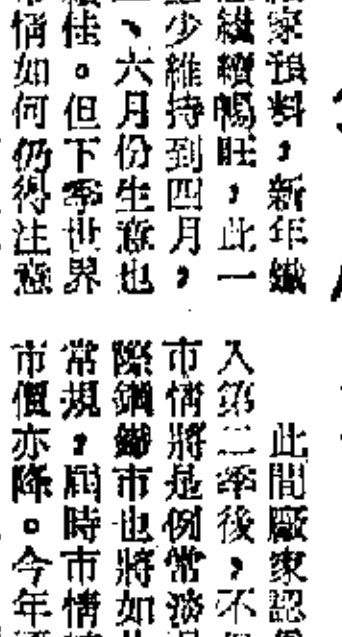 家預料，新年鐵
繼續暢旺，此一
少維持到四月，
、六月份生意也
佳。但下季世界
情如何仍得注意
此間廠家認
入第二季後，不
市情將是例常淡
際鋼鐵市也將如
常規，屆時市情
市價亦降。今年